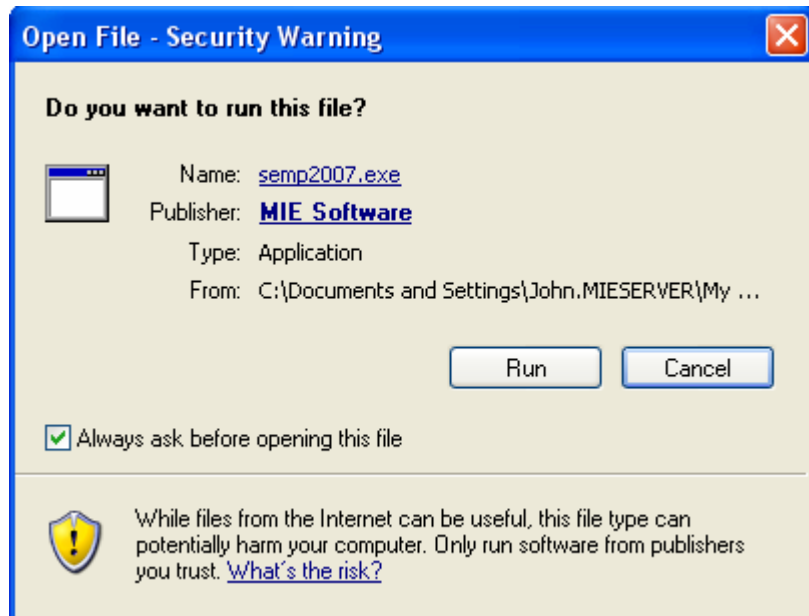 Open File - Security Warning
Do you want to run this file?
Name: semp2007.exe
Publisher: MIE Software
Type: Application
From: C:\Documents and Settings\John.MIESERVER\My ...
Run Cancel
Always ask before opening this file
While files from the Internet can be useful, this file type can
potentially harm your computer. Only run software from publishers
you trust. What's the risk?